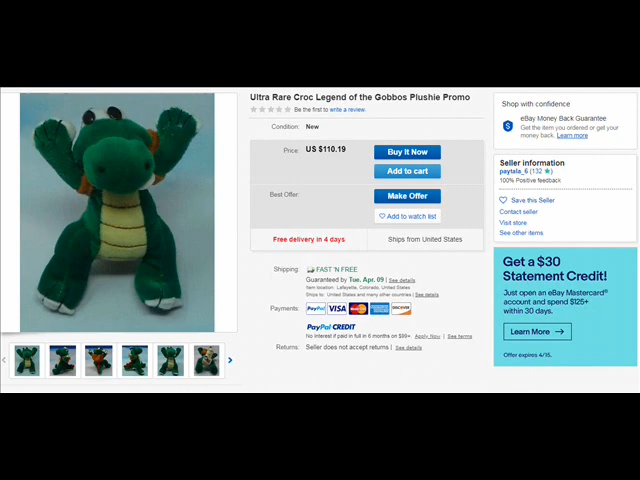 Ultra Rare Croc Legend of the Gobbos Plushie Promo
Be the first to write a review.
Condition: New
Price: US $110.19
Buy It Now
Add to cart
Best Offer:
Make Offer
Add to watch list
Free delivery in 4 days
Ships from United States
Shipping: FAST 'N FREE
Guaranteed by Tue. Apr. 09 | See details
Item location: Lafayette, Colorado, United States
Ships to: United States and many other countries | See details
Payments: PayPal VISA MasterCard DISCOVER
PayPal CREDIT
No interest if paid in full in 6 months on $99+. Apply Now | See terms
Returns: Seller does not accept returns | See details
Shop with confidence
eBay Money Back Guarantee
Get the item you ordered or get your
money back. Learn more
Seller information
paytala_6 (132 ★)
100% Positive feedback
Save this Seller
Contact seller
Visit store
See other items
Get a $30
Statement Credit!
Just open an eBay Mastercard®
account and spend $125+
within 30 days.
Learn More →
Offer expires 4/15.